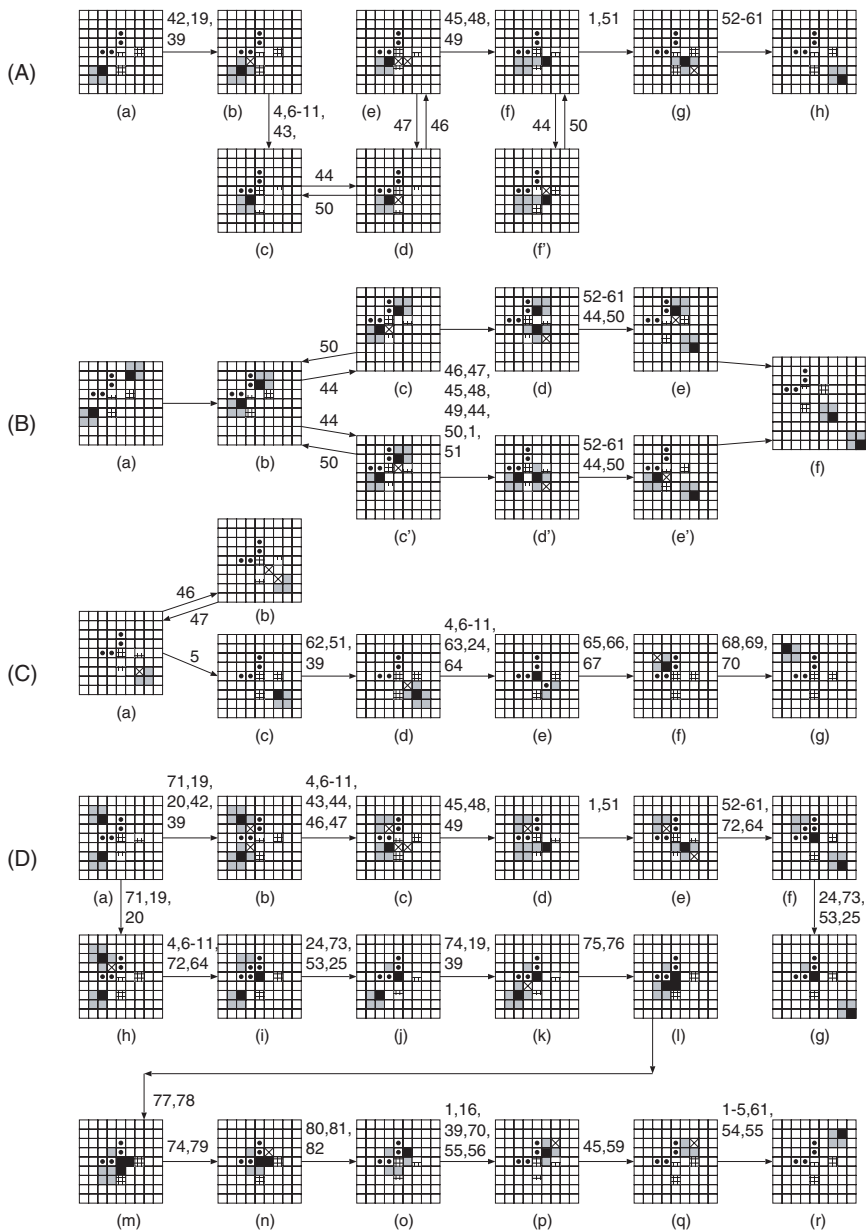 (A)
42,19,
39
45,48,
49
1,51
52-61
(a)
(b)
(e)
(f)
(g)
(h)
4,6-11,
43,
47
46
44
50
44
50
(c)
(d)
(f')
(B)
50
44
44
50
46,47,
45,48,
49,44,
50,1,
51
52-61
44,50
52-61
44,50
(a)
(b)
(c)
(d)
(e)
(f)
(c')
(d')
(e')
(C)
46
47
5
(a)
(b)
62,51,
39
4,6-11,
63,24,
64
65,66,
67
68,69,
70
(c)
(d)
(e)
(f)
(g)
(D)
71,19,
20,42,
39
4,6-11,
43,44,
46,47
45,48,
49
1,51
52-61,
72,64
(a)
(b)
(c)
(d)
(e)
(f)
71,19,
20
24,73,
53,25
4,6-11,
72,64
24,73,
53,25
74,19,
39
75,76
(h)
(i)
(j)
(k)
(l)
(g)
77,78
74,79
80,81,
82
1,16,
39,70,
55,56
45,59
1-5,61,
54,55
(m)
(n)
(o)
(p)
(q)
(r)